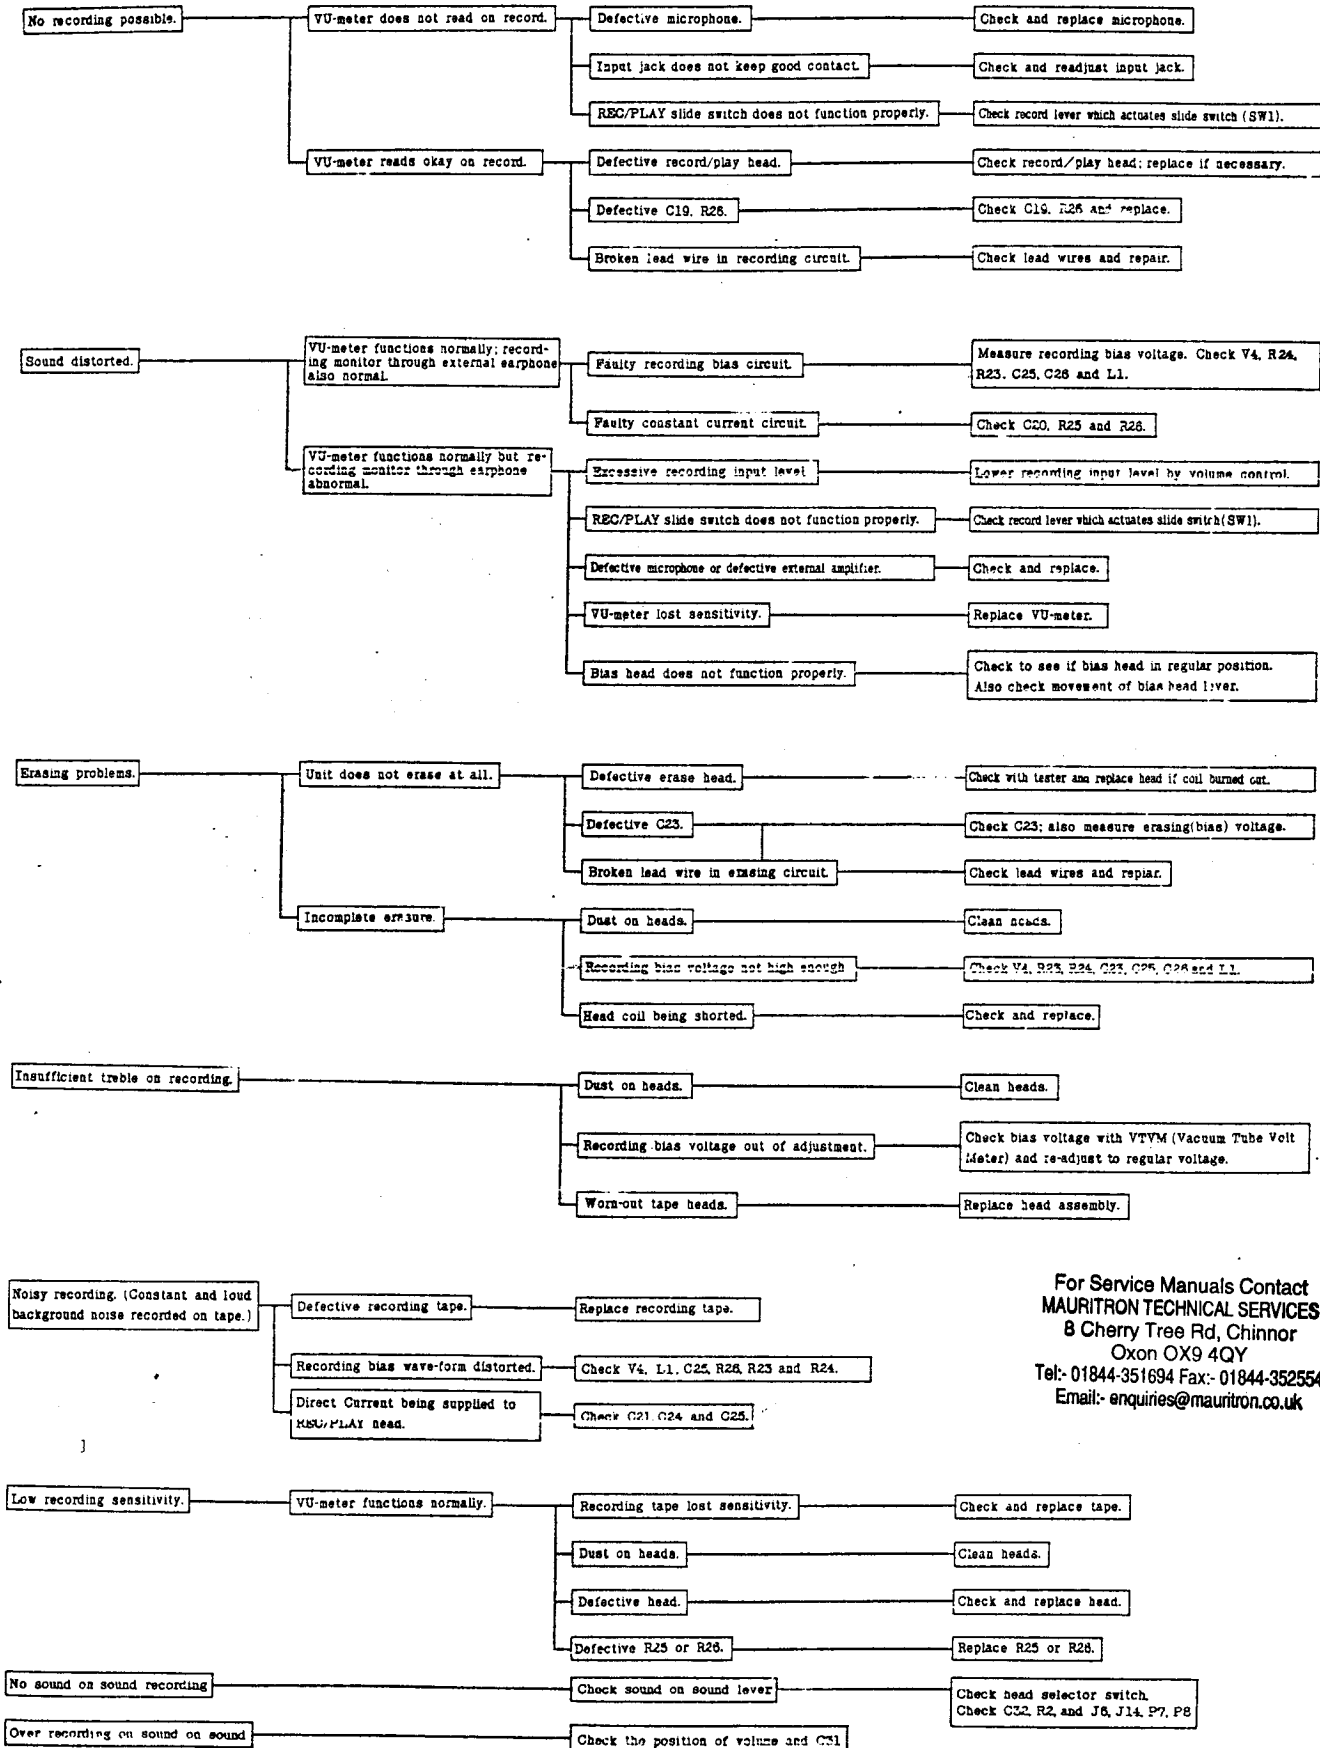 No recording possible.
VU-meter does not read on record.
Defective microphone.
Check and replace microphone.
Input jack does not keep good contact.
Check and readjust input jack.
REC/PLAY slide switch does not function properly.
Check record lever which actuates slide switch (SW1).
VU-meter reads okay on record.
Defective record/play head.
Check record/play head; replace if necessary.
Defective C19. R26.
Check C19. R26 and replace.
Broken lead wire in recording circuit.
Check lead wires and repair.
Sound distorted.
VU-meter functions normally; record-
ing monitor through external earphone
also normal.
Faulty recording bias circuit.
Measure recording bias voltage. Check V4, R24,
R23. C25, C26 and L1.
Faulty constant current circuit.
Check C20, R25 and R26.
VU-meter functions normally but re-
cording monitor through earphone
abnormal.
Excessive recording input level
Lower recording input level by volume control.
REC/PLAY slide switch does not function properly.
Check record lever which actuates slide switch(SW1).
Defective microphone or defective external amplifier.
Check and replace.
VU-meter lost sensitivity.
Replace VU-meter.
Bias head does not function properly.
Check to see if bias head in regular position.
Also check movement of bias head lever.
Erasing problems.
Unit does not erase at all.
Defective erase head.
Check with tester and replace head if coil burned out.
Defective C23.
Check C23; also measure erasing(bias) voltage.
Broken lead wire in erasing circuit.
Check lead wires and repiar.
Incomplete erasure.
Dust on heads.
Clean heads.
Recording bias voltage not high enough
Check V4, R23, R24, C23, C25, C26 and L1.
Head coil being shorted.
Check and replace.
Insufficient treble on recording.
Dust on heads.
Clean heads.
Recording bias voltage out of adjustment.
Check bias voltage with VTVM (Vacuum Tube Volt
Meter) and re-adjust to regular voltage.
Worn-out tape heads.
Replace head assembly.
Noisy recording. (Constant and loud
background noise recorded on tape.)
Defective recording tape.
Replace recording tape.
Recording bias wave-form distorted.
Check V4, L1, C25, R26, R23 and R24.
Direct Current being supplied to
REC/PLAY head.
Check C21, C24 and C25.
For Service Manuals Contact
MAURITRON TECHNICAL SERVICES
8 Cherry Tree Rd, Chinnor
Oxon OX9 4QY
Tel:- 01844-351694 Fax:- 01844-352554
Email:- enquiries@mauritron.co.uk
Low recording sensitivity.
VU-meter functions normally.
Recording tape lost sensitivity.
Check and replace tape.
Dust on heads.
Clean heads.
Defective head.
Check and replace head.
Defective R25 or R26.
Replace R25 or R26.
No sound on sound recording
Chock sound on sound lever
Check head selector switch.
Check C32, R2, and J6, J14, P7, P8
Over recording on sound on sound
Check the position of volume and C31